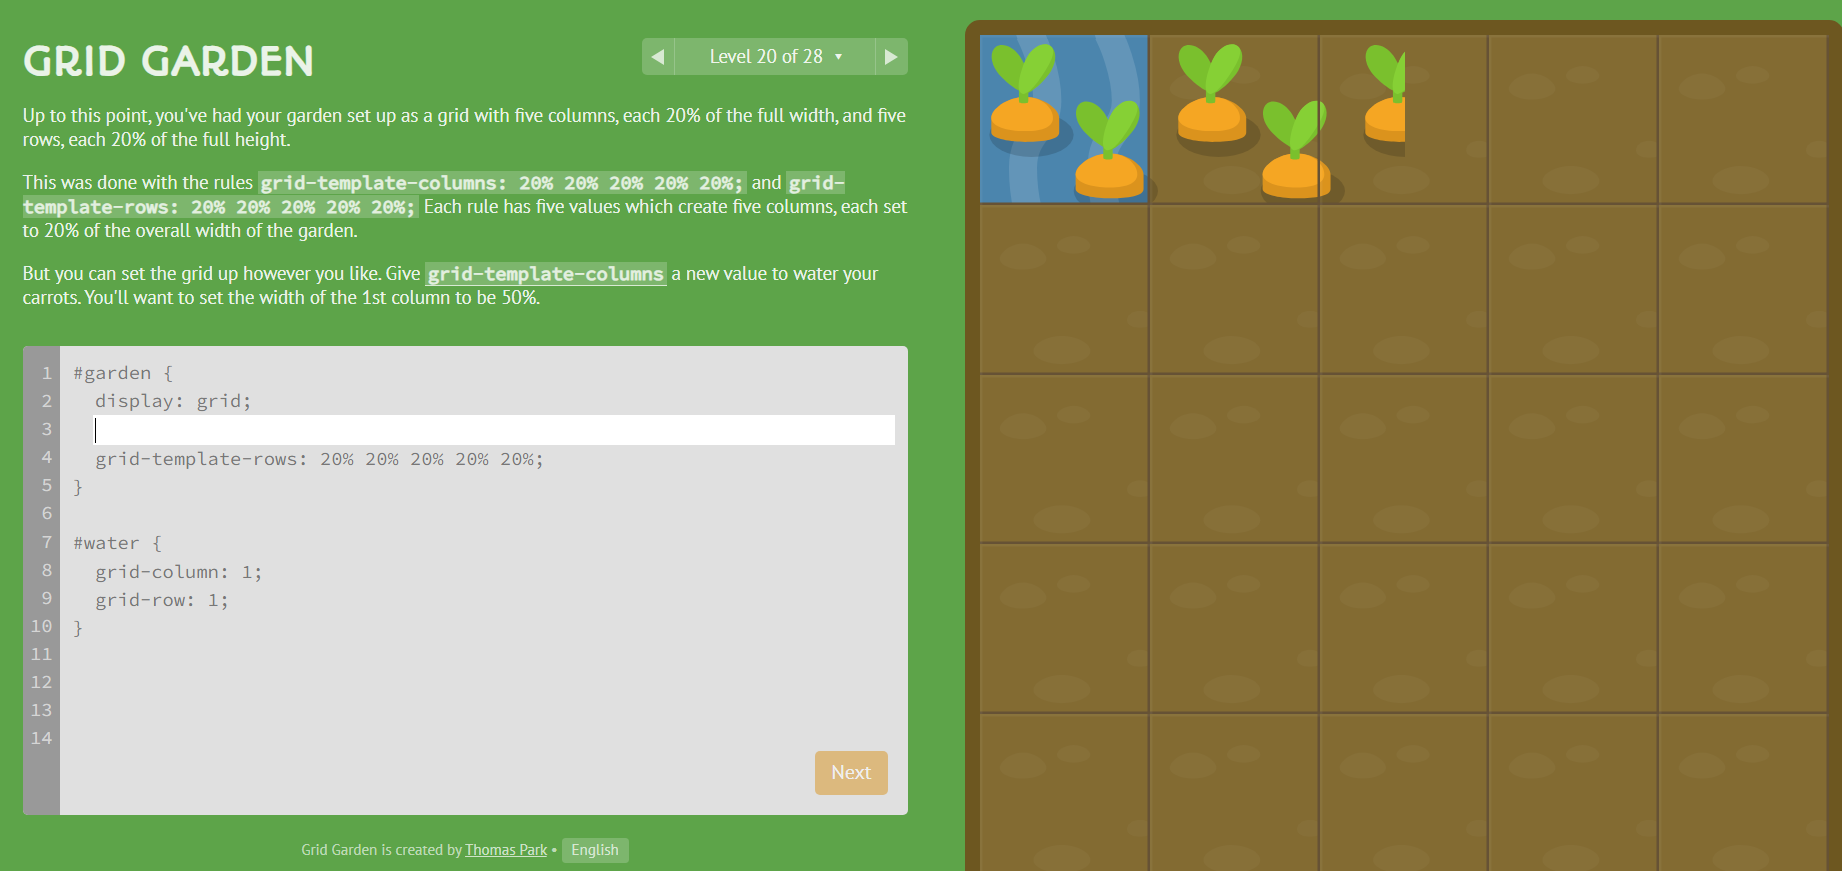 GRID GARDEN
◀ Level 20 of 28 ▾ ▶
Up to this point, you've had your garden set up as a grid with five columns, each 20% of the full width, and five
rows, each 20% of the full height.
This was done with the rules grid-template-columns: 20% 20% 20% 20% 20%; and grid-
template-rows: 20% 20% 20% 20% 20%; Each rule has five values which create five columns, each set
to 20% of the overall width of the garden.
But you can set the grid up however you like. Give grid-template-columns a new value to water your
carrots. You'll want to set the width of the 1st column to be 50%.
1 #garden {
2 display: grid;
3
4 grid-template-rows: 20% 20% 20% 20% 20%;
5 }
6
7 #water {
8 grid-column: 1;
9 grid-row: 1;
10 }
11
12
13
14
Next
Grid Garden is created by Thomas Park • English